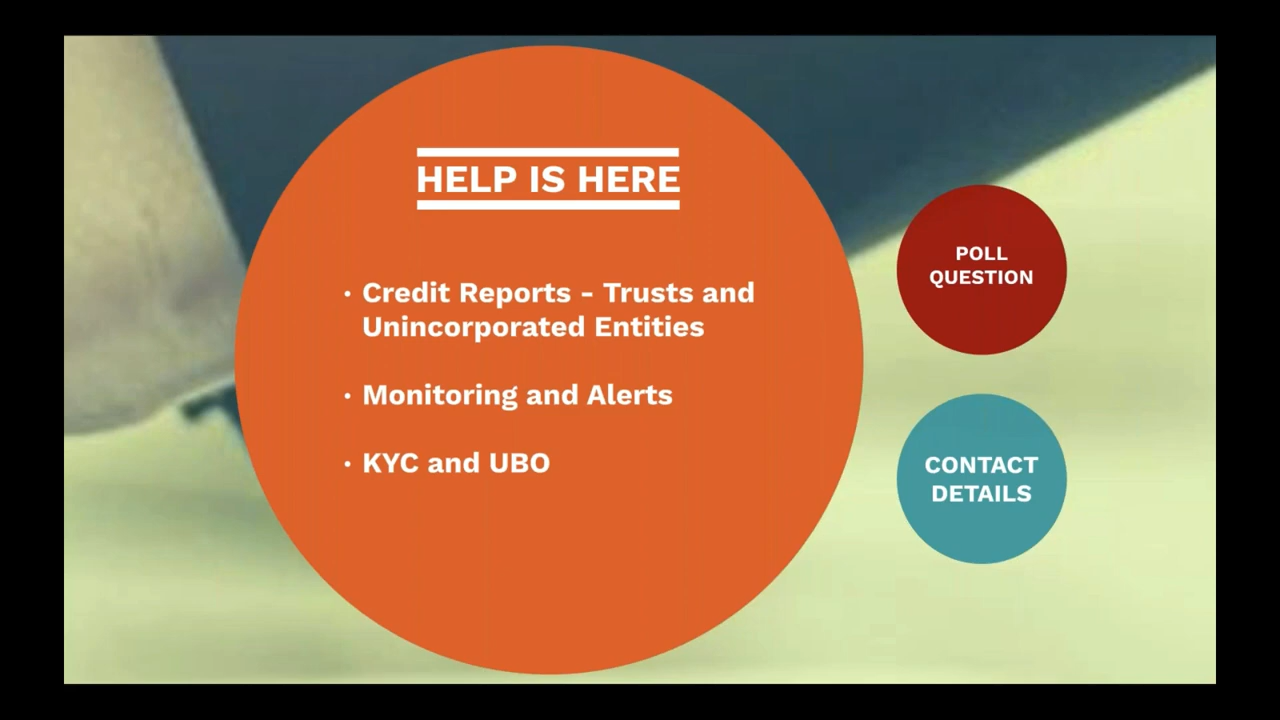 HELP IS HERE
• Credit Reports - Trusts and
Unincorporated Entities
• Monitoring and Alerts
• KYC and UBO
POLL
QUESTION
CONTACT
DETAILS